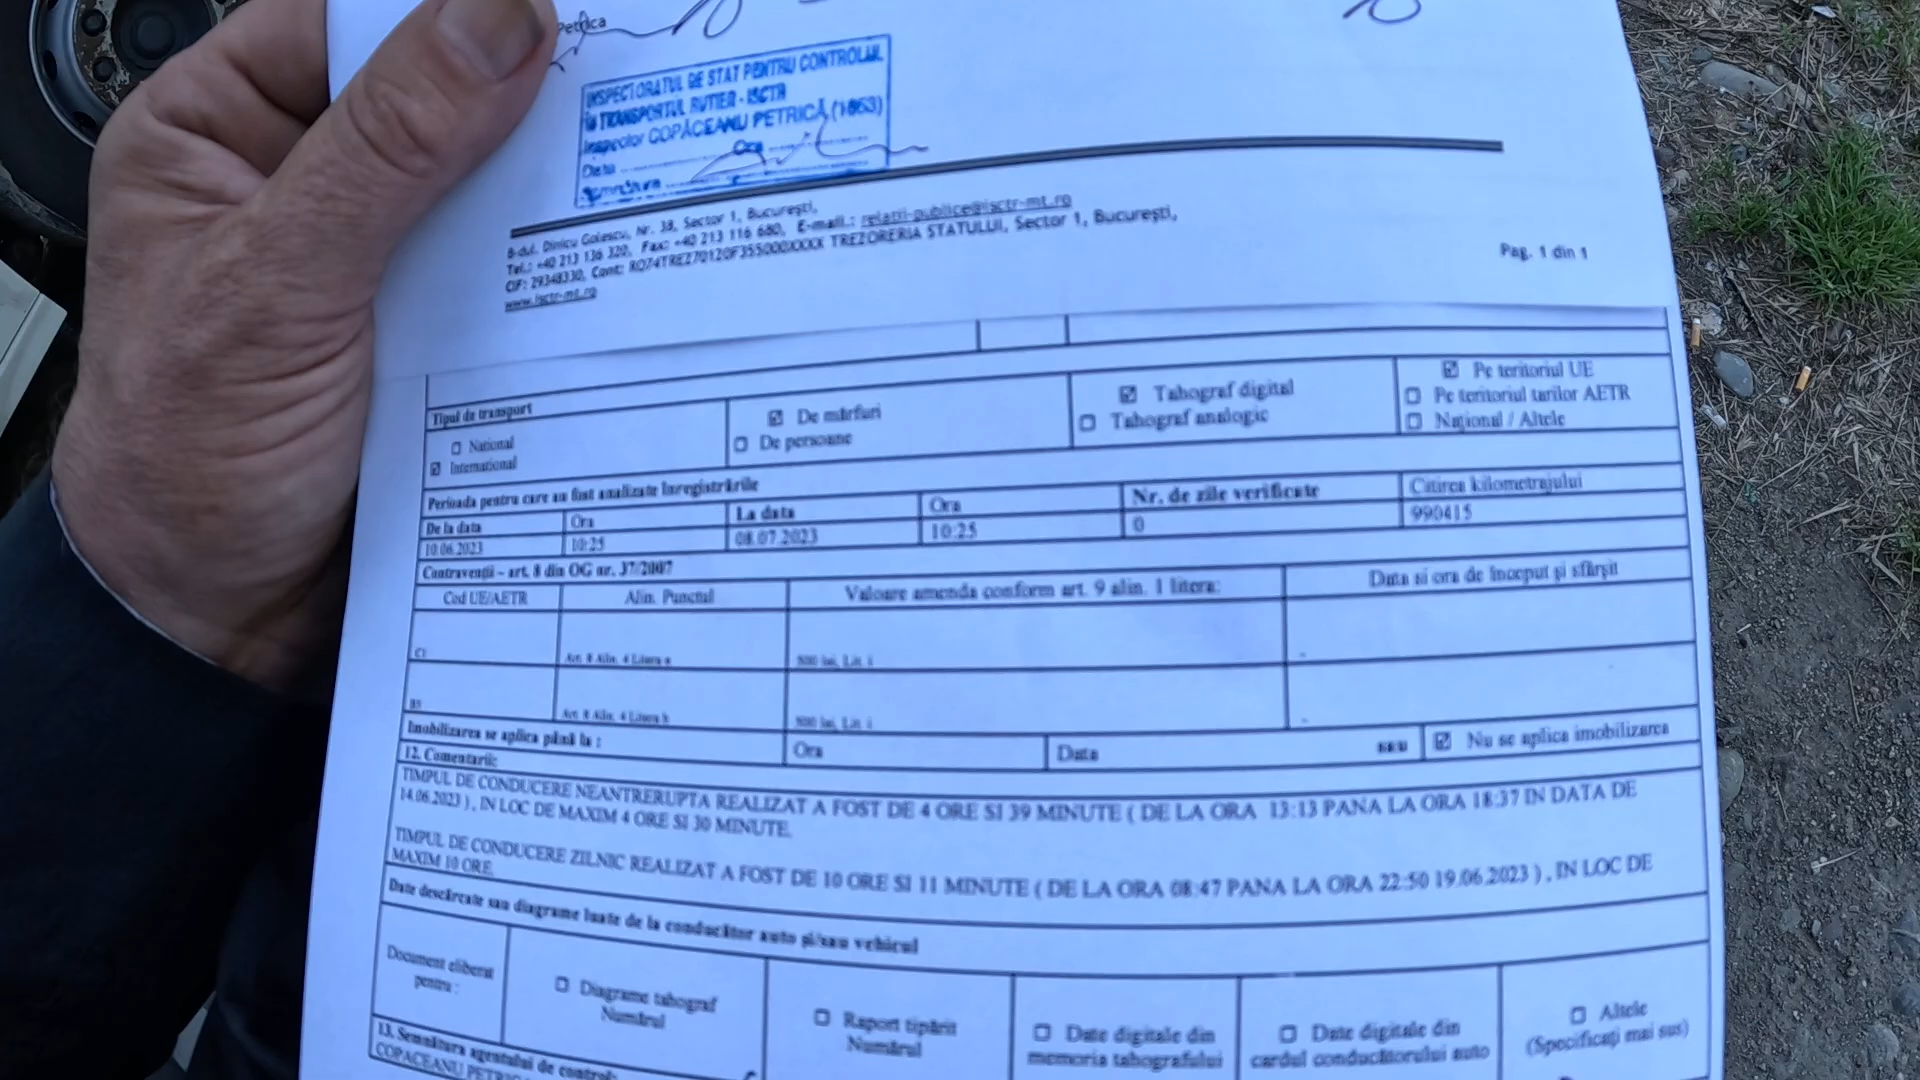 Petrica
INSPECTORATUL DE STAT PENTRU CONTROLUL
ÎN TRANSPORTUL RUTIER - ISCTR
Inspector COPĂCEANU PETRICĂ (1863)
Data Ora
Semnătura
B-dul. Dinicu Golescu, Nr. 38, Sector 1, Bucureşti,
Tel.: +40 213 136 320, Fax: +40 213 116 680, E-mail.: relatii-publice@isctr-mt.ro
CIF: 29348330, Cont: RO74TREZ70120F355000XXXX TREZORERIA STATULUI, Sector 1, Bucureşti,
www.isctr-mt.ro
Pag. 1 din 1
Tipul de transport
☐ National
☑ International
☑ De mărfuri
☐ De persoane
☑ Tahograf digital
☐ Tahograf analogic
☑ Pe teritoriul UE
☐ Pe teritoriul tarilor AETR
☐ Naţional / Altele
Perioada pentru care au fost analizate înregistrările
De la data Ora La data Ora Nr. de zile verificate Citirea kilometrajului
10.06.2023 10:25 08.07.2023 10:25 0 990415
Contravenţii - art. 8 din OG nr. 37/2007
Cod UE/AETR Alin. Punctul Valoare amenda conform art. 9 alin. 1 litera: Data si ora de început şi sfârşit
C1 Art. 8 Alin. 4 Litera a 500 lei, Lit. i -
Art. 8 Alin. 4 Litera b 500 lei, Lit. i -
Imobilizarea se aplica până la : Ora Data sau ☑ Nu se aplica imobilizarea
12. Comentarii:
TIMPUL DE CONDUCERE NEANTRERUPTA REALIZAT A FOST DE 4 ORE SI 39 MINUTE ( DE LA ORA 13:13 PANA LA ORA 18:37 IN DATA DE
14.06.2023 ) , IN LOC DE MAXIM 4 ORE SI 30 MINUTE.
TIMPUL DE CONDUCERE ZILNIC REALIZAT A FOST DE 10 ORE SI 11 MINUTE ( DE LA ORA 08:47 PANA LA ORA 22:50 19.06.2023 ) , IN LOC DE
MAXIM 10 ORE.
Date descărcate sau diagrame luate de la conducător auto şi/sau vehicul
Document eliberat
pentru :
☐ Diagrame tahograf
Numărul
☐ Raport tipărit
Numărul
☐ Date digitale din
memoria tahografului
☐ Date digitale din
cardul conducătorului auto
☐ Altele
(Specificaţi mai sus)
13. Semnătura agentului de control:
COPACEANU